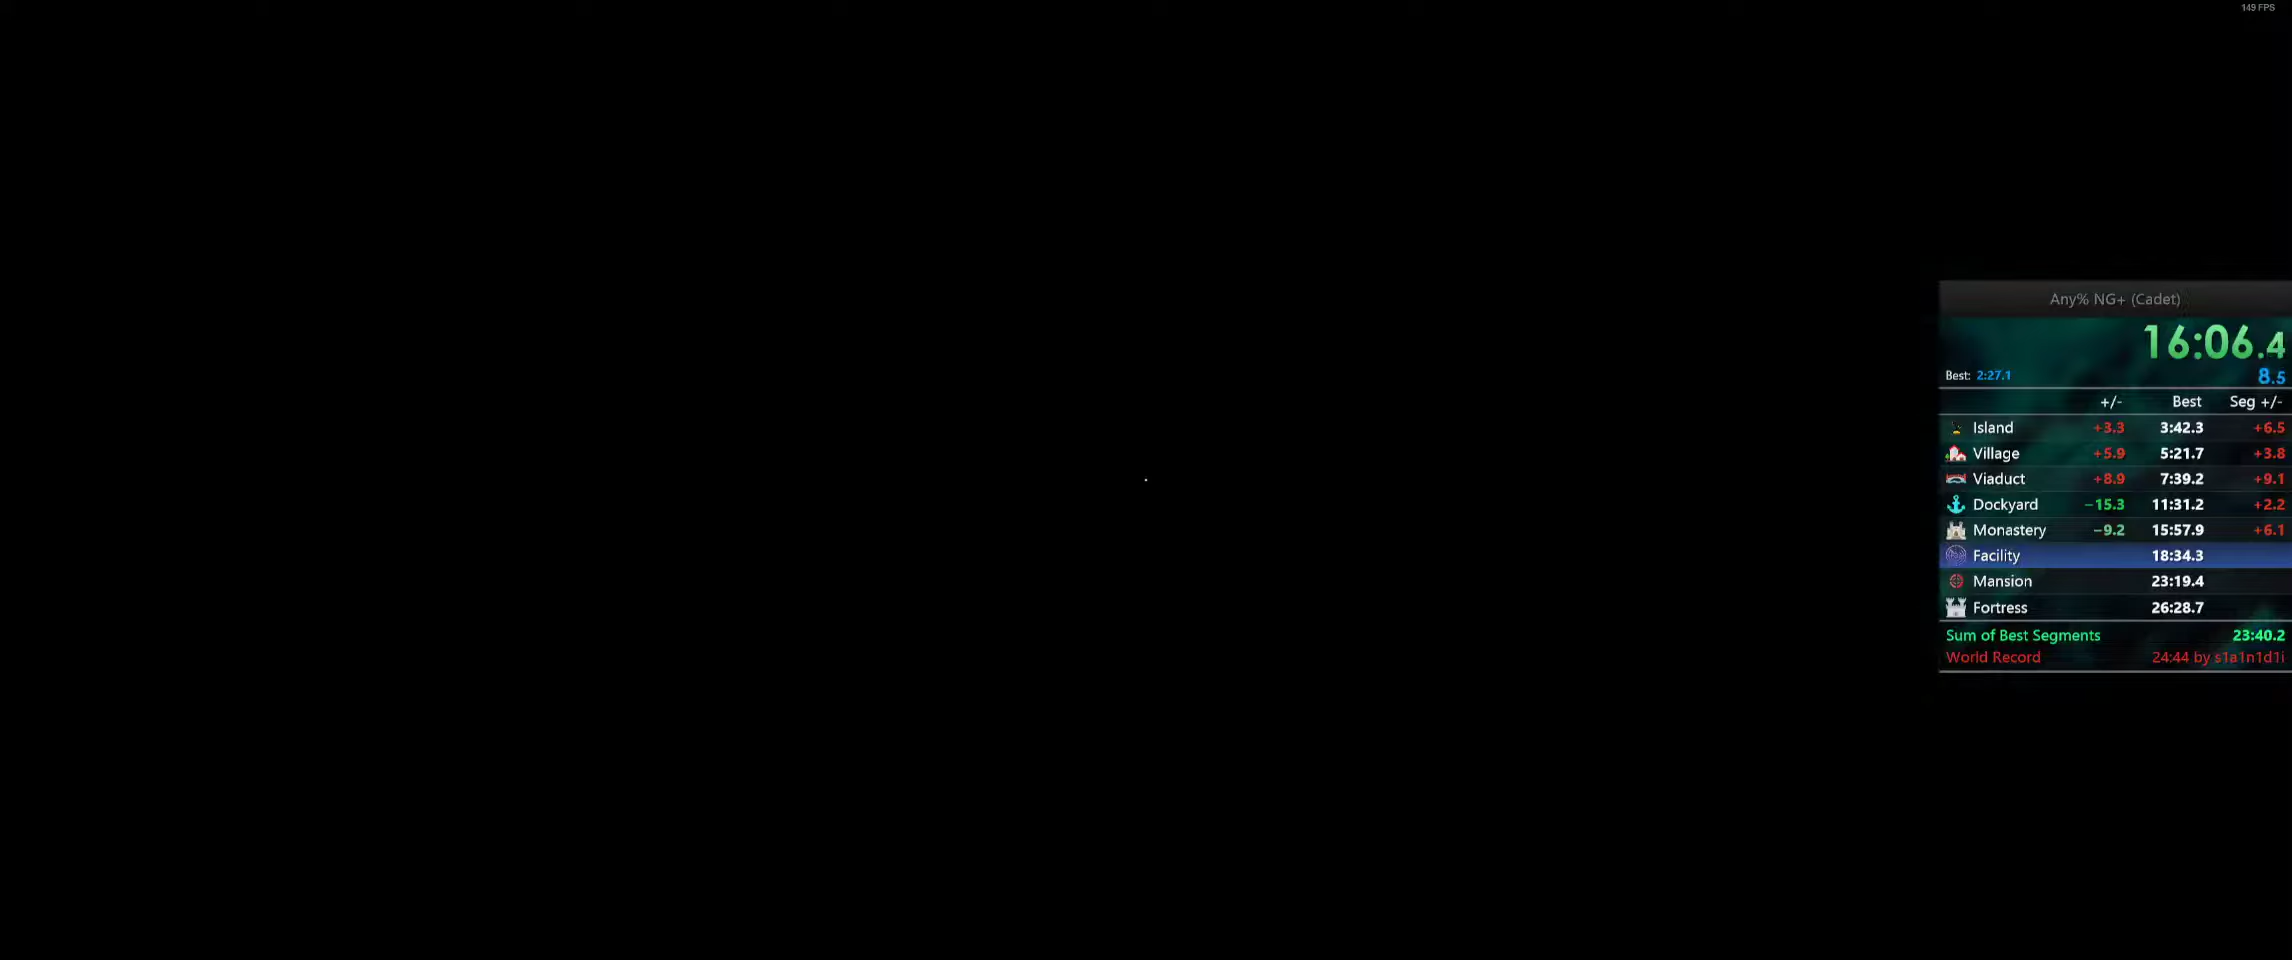 149 FPS
Any% NG+ (Cadet)
16:06.4
Best: 2:27.1 8.5
+/- Best Seg +/-
Island +3.3 3:42.3 +6.5
Village +5.9 5:21.7 +3.8
Viaduct +8.9 7:39.2 +9.1
Dockyard −15.3 11:31.2 +2.2
Monastery −9.2 15:57.9 +6.1
Facility 18:34.3
Mansion 23:19.4
Fortress 26:28.7
Sum of Best Segments 23:40.2
World Record 24:44 by s1a1n1d1i